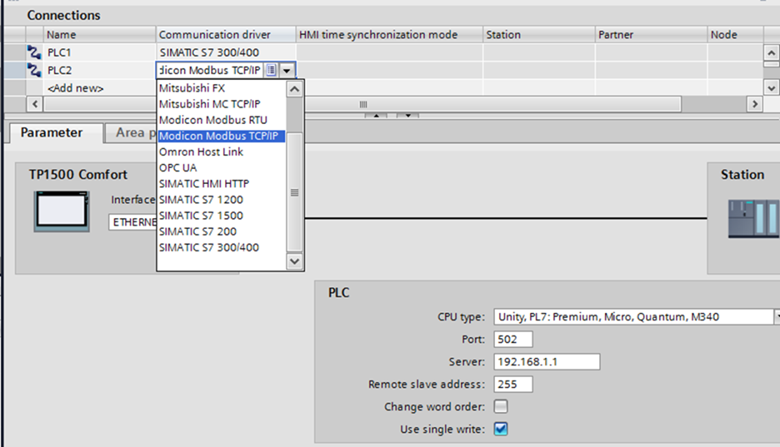 Connections
Name Communication driver HMI time synchronization mode Station Partner Node
PLC1 SIMATIC S7 300/400
PLC2 dicon Modbus TCP/IP
<Add new>
Mitsubishi FX
Mitsubishi MC TCP/IP
Modicon Modbus RTU
Modicon Modbus TCP/IP
Omron Host Link
OPC UA
SIMATIC HMI HTTP
SIMATIC S7 1200
SIMATIC S7 1500
SIMATIC S7 200
SIMATIC S7 300/400
Parameter Area p
TP1500 Comfort
Interface
ETHERNE
Station
PLC
CPU type: Unity, PL7: Premium, Micro, Quantum, M340
Port: 502
Server: 192.168.1.1
Remote slave address: 255
Change word order:
Use single write: